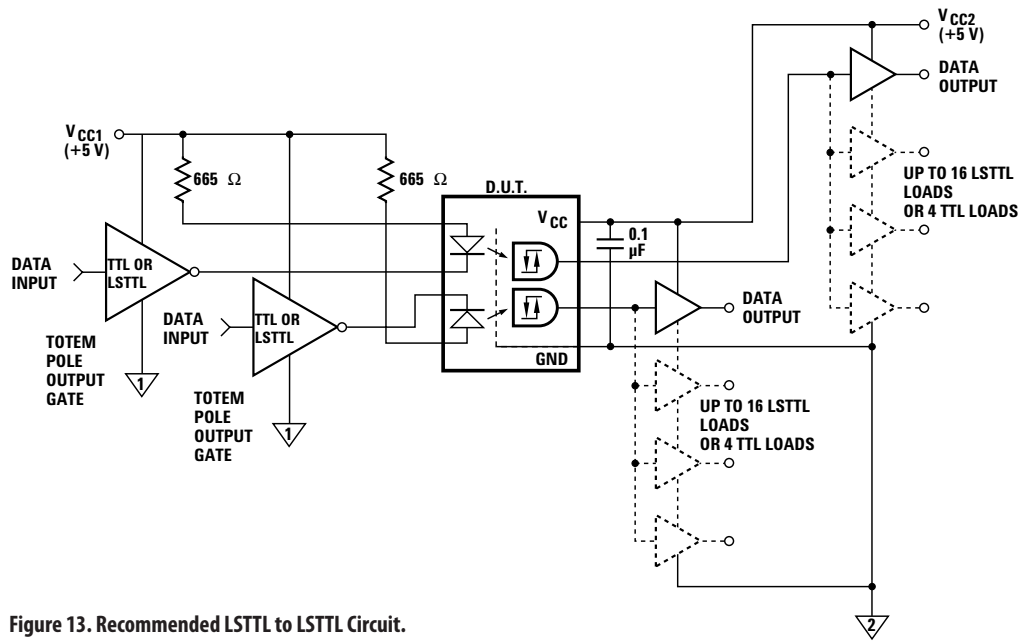 V CC2
(+5 V)
DATA
OUTPUT
V CC1
(+5 V)
665 Ω
665 Ω
D.U.T.
V CC
0.1
µF
UP TO 16 LSTTL
LOADS
OR 4 TTL LOADS
DATA
INPUT
TTL OR
LSTTL
DATA
INPUT
TTL OR
LSTTL
DATA
OUTPUT
GND
TOTEM
POLE
OUTPUT
GATE
1
TOTEM
POLE
OUTPUT
GATE
1
UP TO 16 LSTTL
LOADS
OR 4 TTL LOADS
2
Figure 13. Recommended LSTTL to LSTTL Circuit.